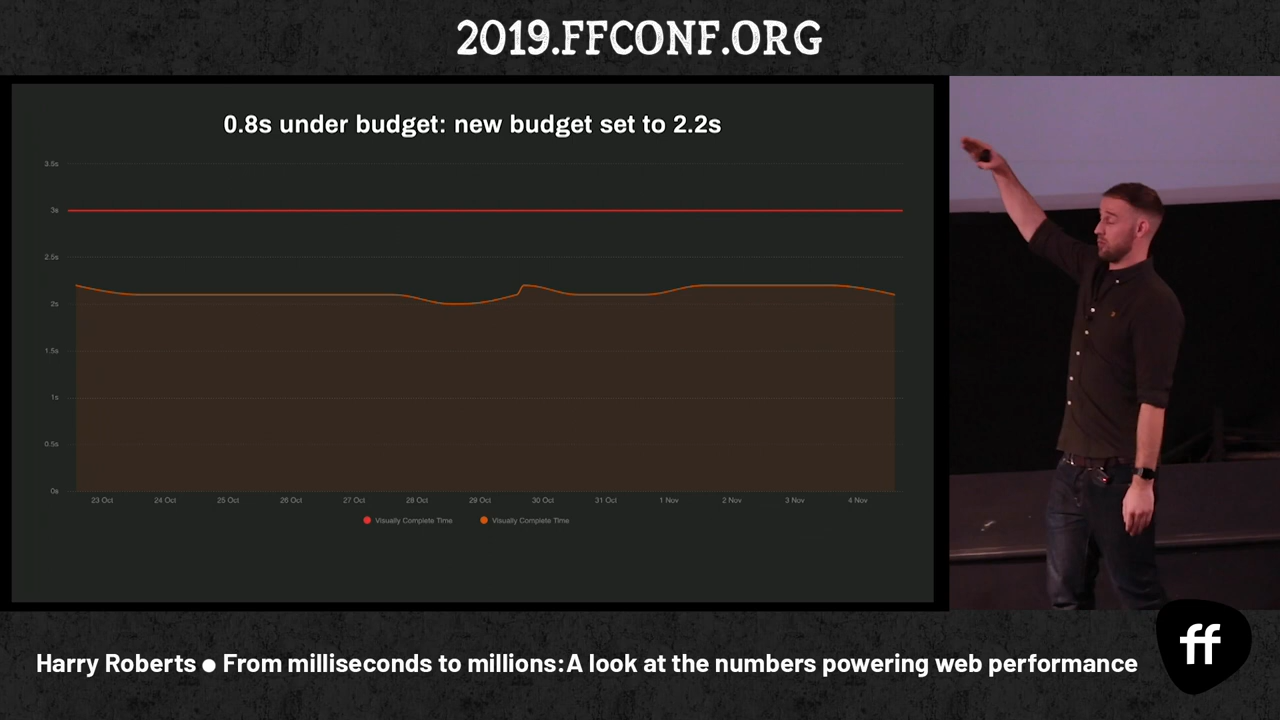 2019.FFCONF.ORG
0.8s under budget: new budget set to 2.2s
3.5s
3s
2.5s
2s
1.5s
1s
0.5s
0s
23 Oct 24 Oct 25 Oct 26 Oct 27 Oct 28 Oct 29 Oct 30 Oct 31 Oct 1 Nov 2 Nov 3 Nov 4 Nov
Visually Complete Time Visually Complete Time
Harry Roberts ● From milliseconds to millions: A look at the numbers powering web performance
ff